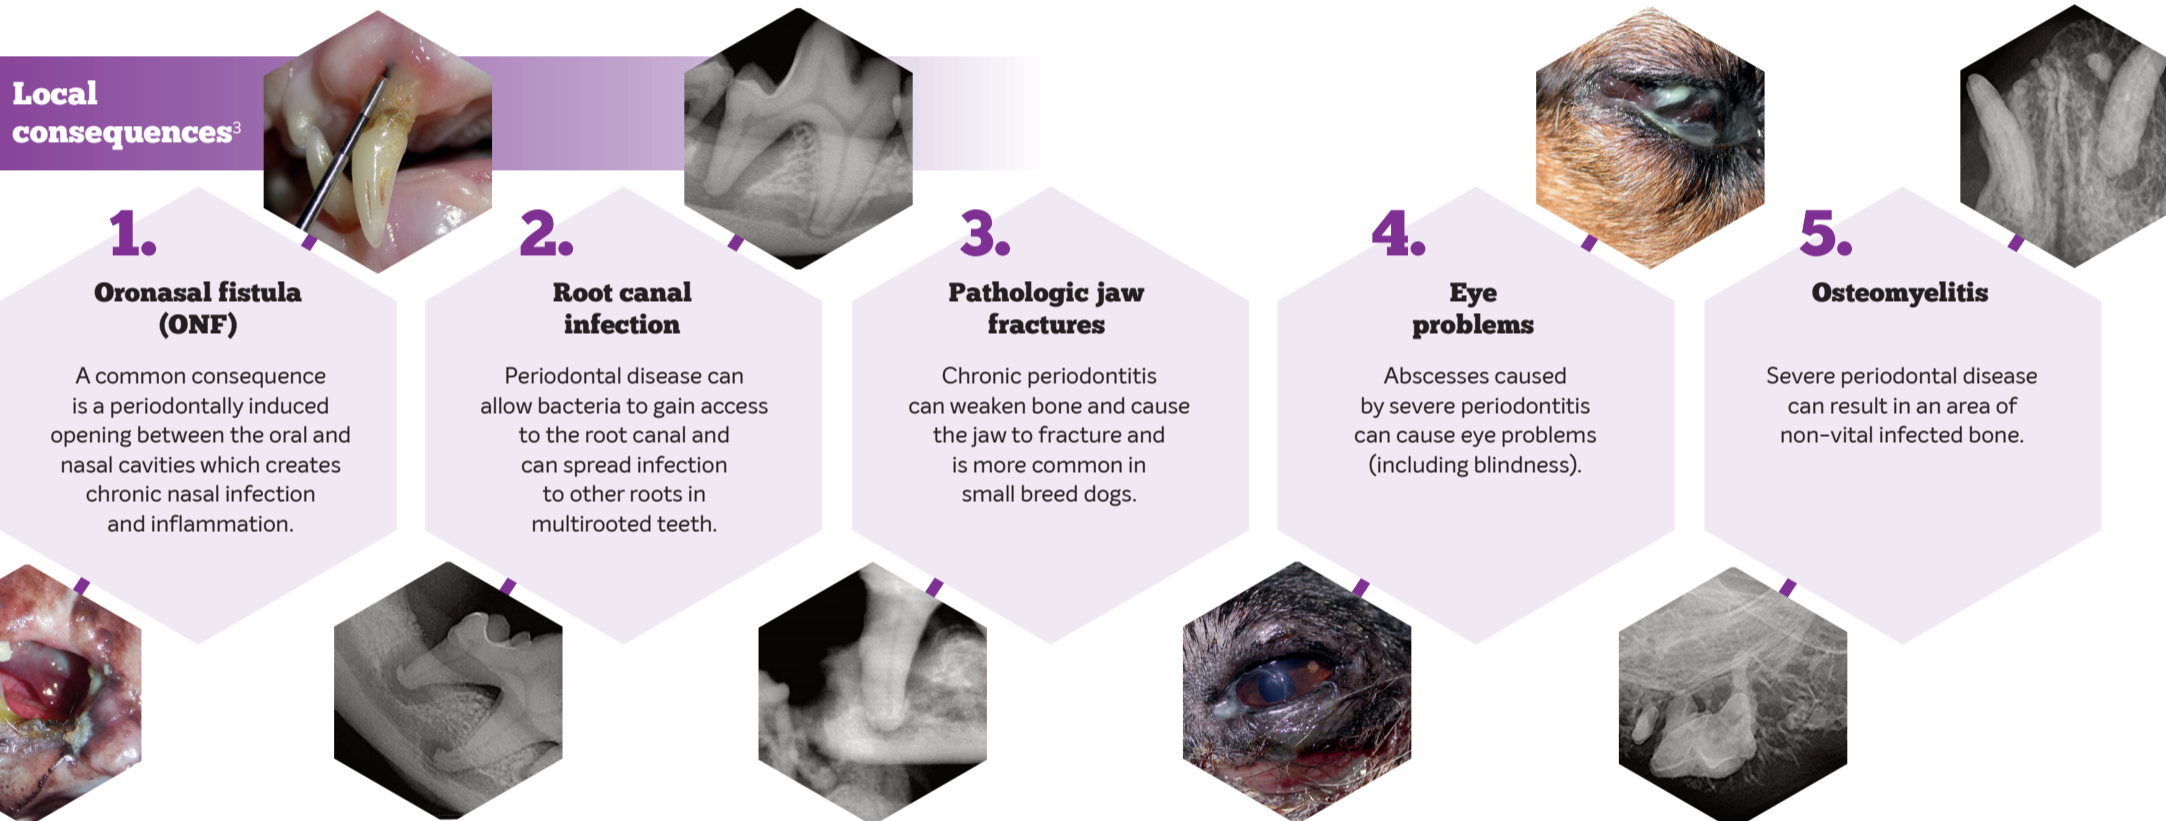 Local
consequences3
1.
Oronasal fistula
(ONF)
A common consequence
is a periodontally induced
opening between the oral and
nasal cavities which creates
chronic nasal infection
and inflammation.
2.
Root canal
infection
Periodontal disease can
allow bacteria to gain access
to the root canal and
can spread infection
to other roots in
multirooted teeth.
3.
Pathologic jaw
fractures
Chronic periodontitis
can weaken bone and cause
the jaw to fracture and
is more common in
small breed dogs.
4.
Eye
problems
Abscesses caused
by severe periodontitis
can cause eye problems
(including blindness).
5.
Osteomyelitis
Severe periodontal disease
can result in an area of
non-vital infected bone.